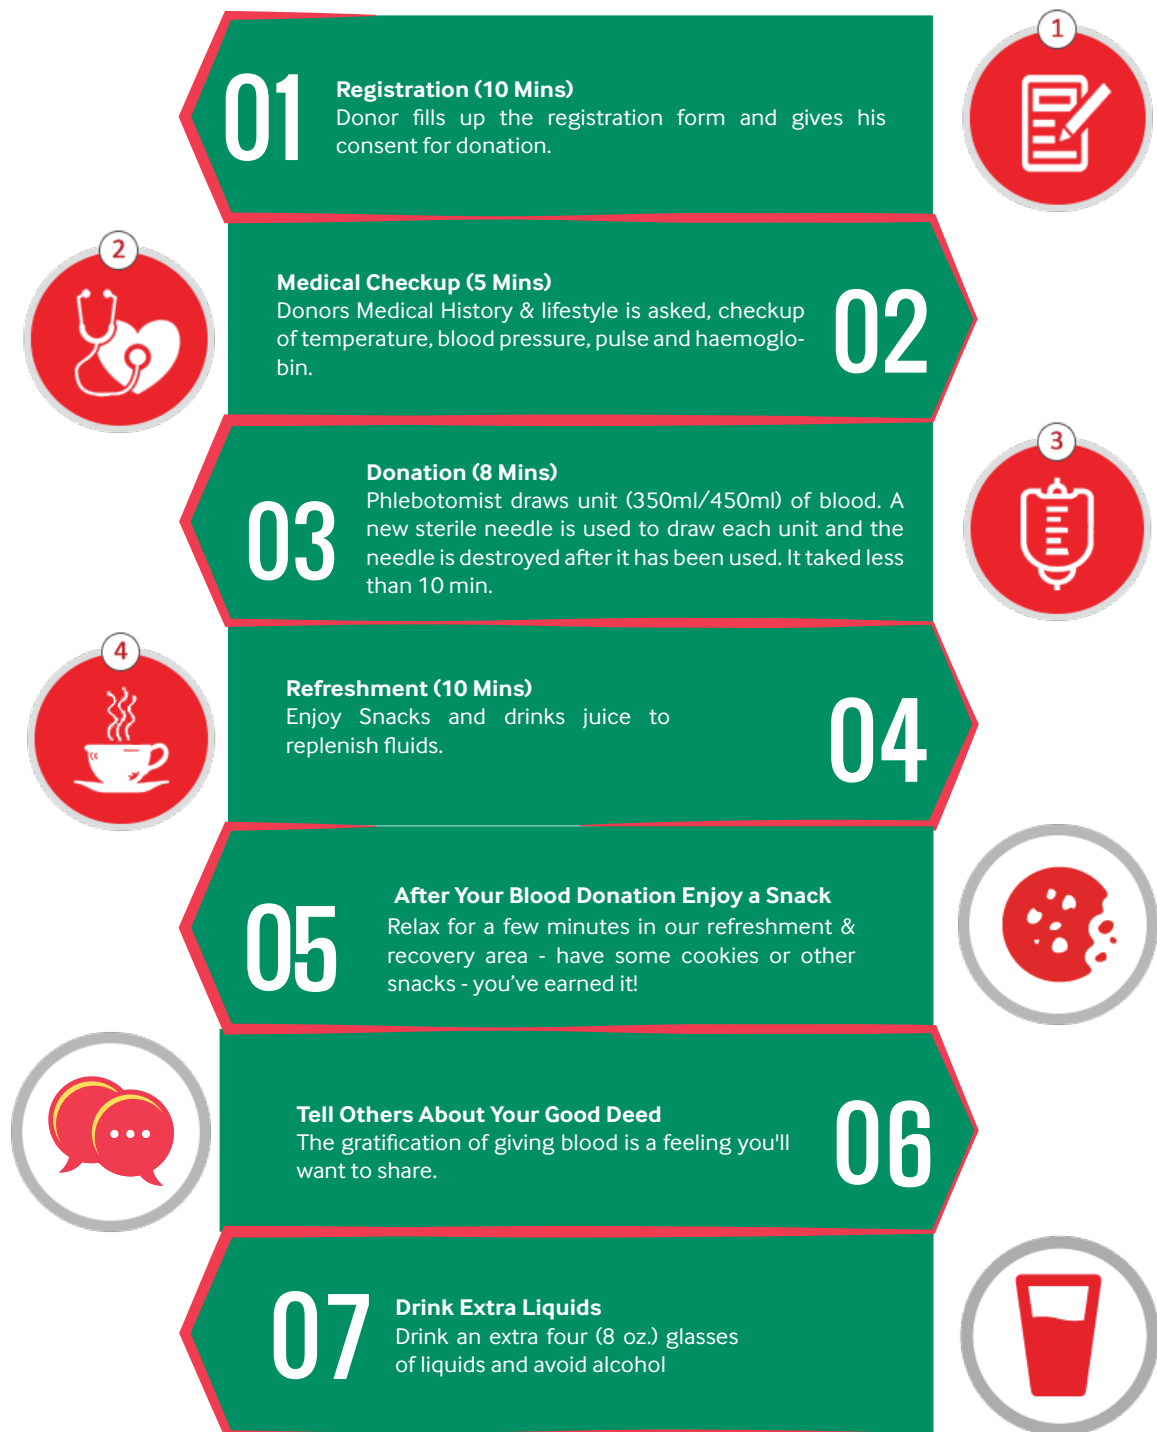 01
Registration (10 Mins)
Donor fills up the registration form and gives his
consent for donation.
1
2
Medical Checkup (5 Mins)
Donors Medical History & lifestyle is asked, checkup
of temperature, blood pressure, pulse and haemoglo-
bin.
02
03
Donation (8 Mins)
Phlebotomist draws unit (350ml/450ml) of blood. A
new sterile needle is used to draw each unit and the
needle is destroyed after it has been used. It taked less
than 10 min.
3
4
Refreshment (10 Mins)
Enjoy Snacks and drinks juice to
replenish fluids.
04
05
After Your Blood Donation Enjoy a Snack
Relax for a few minutes in our refreshment &
recovery area - have some cookies or other
snacks - you’ve earned it!
Tell Others About Your Good Deed
The gratification of giving blood is a feeling you'll
want to share.
06
07
Drink Extra Liquids
Drink an extra four (8 oz.) glasses
of liquids and avoid alcohol